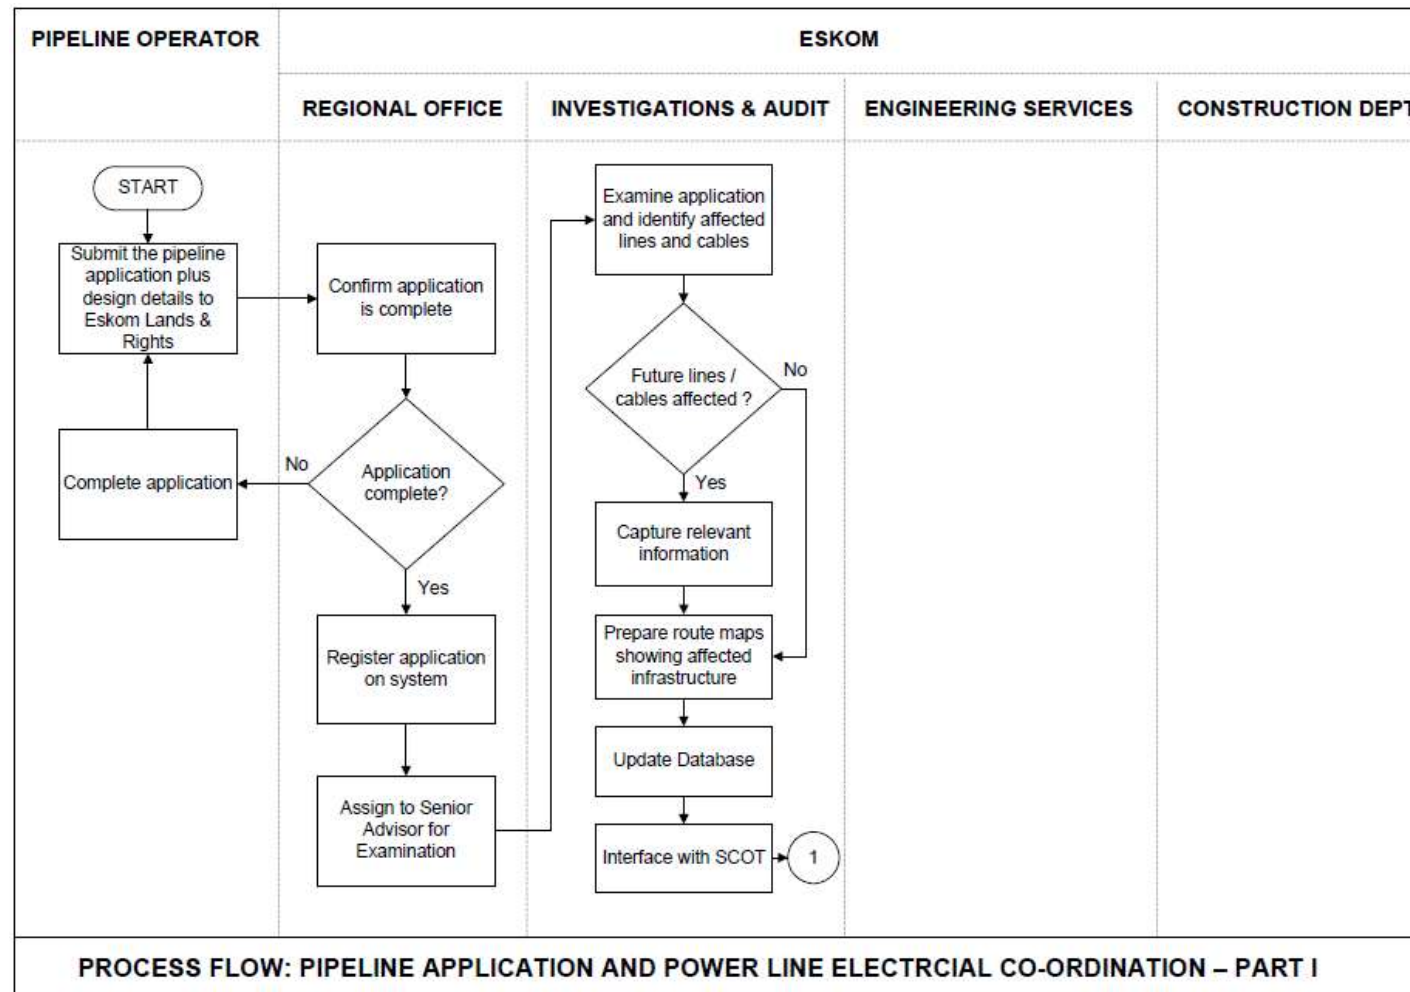 PIPELINE OPERATOR
ESKOM
REGIONAL OFFICE
INVESTIGATIONS & AUDIT
ENGINEERING SERVICES
CONSTRUCTION DEPT
START
Submit the pipeline
application plus
design details to
Eskom Lands &
Rights
Complete application
Confirm application
is complete
No
Application
complete?
Yes
Register application
on system
Assign to Senior
Advisor for
Examination
Examine application
and identify affected
lines and cables
Future lines /
cables affected ?
No
Yes
Capture relevant
information
Prepare route maps
showing affected
infrastructure
Update Database
Interface with SCOT
1
PROCESS FLOW: PIPELINE APPLICATION AND POWER LINE ELECTRCIAL CO-ORDINATION – PART I